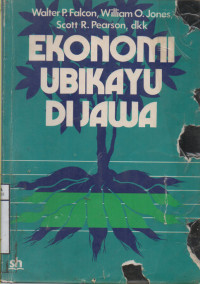 Walter P. Falcon, William O. Jones,
Scott R. Pearson, dkk
EKONOMI
UBIKAYU
DI JAWA
sh